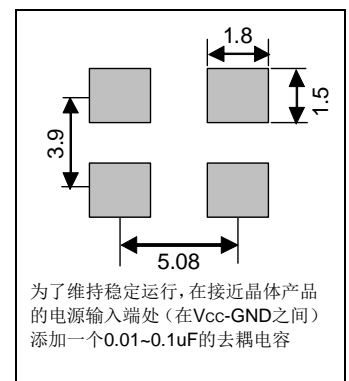 1.8
1.5
3.9
5.08
为了维持稳定运行，在接近晶体产品
的电源输入端处（在Vcc-GND之间）
添加一个0.01~0.1uF的去耦电容